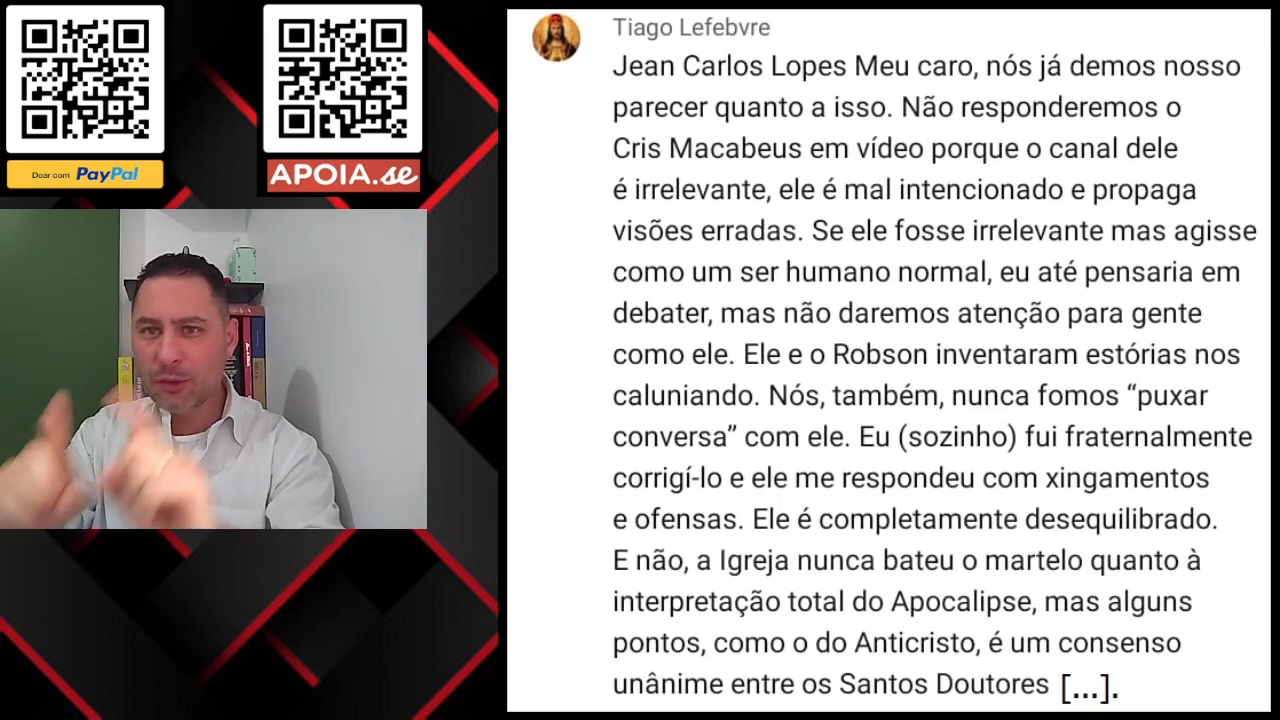 Doar com PayPal
APOIA.se
Tiago Lefebvre
Jean Carlos Lopes Meu caro, nós já demos nosso
parecer quanto a isso. Não responderemos o
Cris Macabeus em vídeo porque o canal dele
é irrelevante, ele é mal intencionado e propaga
visões erradas. Se ele fosse irrelevante mas agisse
como um ser humano normal, eu até pensaria em
debater, mas não daremos atenção para gente
como ele. Ele e o Robson inventaram estórias nos
caluniando. Nós, também, nunca fomos “puxar
conversa” com ele. Eu (sozinho) fui fraternalmente
corrigí-lo e ele me respondeu com xingamentos
e ofensas. Ele é completamente desequilibrado.
E não, a Igreja nunca bateu o martelo quanto à
interpretação total do Apocalipse, mas alguns
pontos, como o do Anticristo, é um consenso
unânime entre os Santos Doutores [...].